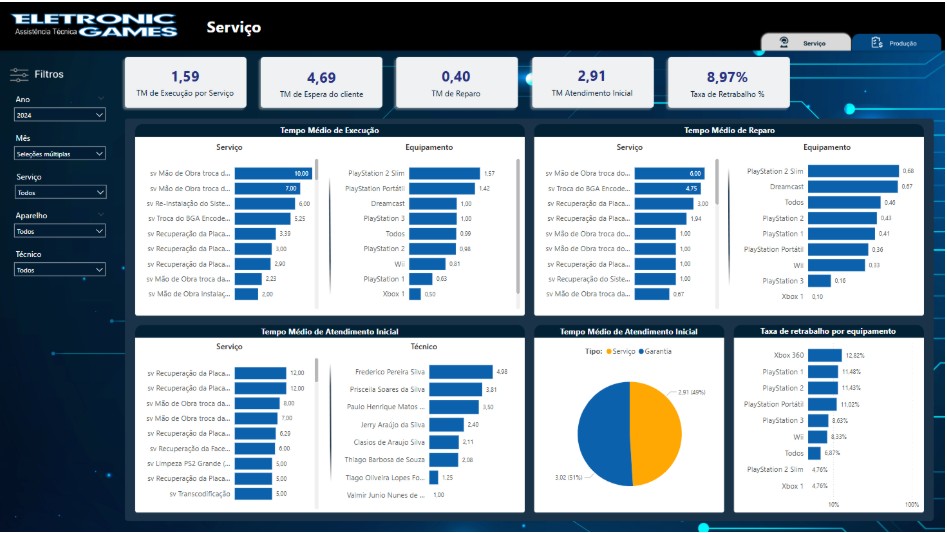 ELETRONIC
Assistência Técnica GAMES
Serviço
Serviço
Produção
Filtros
Ano
2024
Mês
Seleções múltiplas
Serviço
Todos
Aparelho
Todos
Técnico
Todos
1,59
TM de Execução por Serviço
4,69
TM de Espera do cliente
0,40
TM de Reparo
2,91
TM Atendimento Inicial
8,97%
Taxa de Retrabalho %
Tempo Médio de Execução
Serviço
sv Mão de Obra troca d... 10,00
sv Mão de Obra troca d... 7,00
sv Re-Instalação do Siste... 6,00
sv Troca do BGA Encode... 5,25
sv Recuperação da Placa... 3,33
sv Recuperação da Placa... 3,00
sv Recuperação da Placa... 2,90
sv Mão de Obra troca da... 2,23
sv Mão de Obra Instalaç... 2,00
Equipamento
PlayStation 2 Slim 1,57
PlayStation Portátil 1,42
Dreamcast 1,00
PlayStation 3 1,00
Todos 0,99
PlayStation 2 0,98
Wii 0,81
PlayStation 1 0,63
Xbox 1 0,50
Tempo Médio de Reparo
Serviço
sv Mão de Obra troca do... 6,00
sv Troca do BGA Encode... 4,75
sv Recuperação da Placa... 3,00
sv Recuperação da Placa... 1,94
sv Mão de Obra troca da... 1,00
sv Mão de Obra troca da... 1,00
sv Recuperação da Placa... 1,00
sv Recuperação do Siste... 1,00
sv Mão de Obra troca da... 0,67
Equipamento
PlayStation 2 Slim 0,68
Dreamcast 0,67
Todos 0,46
PlayStation 2 0,43
PlayStation 1 0,41
PlayStation Portátil 0,36
Wii 0,33
PlayStation 3 0,16
Xbox 1 0,10
Tempo Médio de Atendimento Inicial
Serviço
sv Recuperação da Placa... 12,00
sv Recuperação da Placa... 12,00
sv Mão de Obra troca d... 8,00
sv Mão de Obra troca da... 7,00
sv Recuperação da Placa... 6,20
sv Recuperação da Face... 6,00
sv Limpeza PS2 Grande (... 5,00
sv Recuperação da Placa... 5,00
sv Transcodificação 5,00
Técnico
Frederico Pereira Silva 4,98
Prisceila Soares da Silva 3,81
Paulo Henrique Matos ... 3,50
Jerry Araújo da Silva 2,40
Clasios de Araujo Silva 2,11
Thiago Barbosa de Souza 2,08
Tiago Oliveira Lopes Fo... 1,25
Valmir Junio Nunes de ... 1,00
Tempo Médio de Atendimento Inicial
Tipo: Serviço Garantia
2,91 (49%)
3,02 (51%)
Taxa de retrabalho por equipamento
Xbox 360 12,82%
PlayStation 1 11,48%
PlayStation 2 11,43%
PlayStation Portátil 11,02%
PlayStation 3 8,63%
Wii 8,33%
Todos 6,87%
PlayStation 2 Slim 4,76%
Xbox 1 4,76%
100%